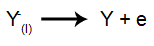 Y⁻(l) ⟶ Y + e